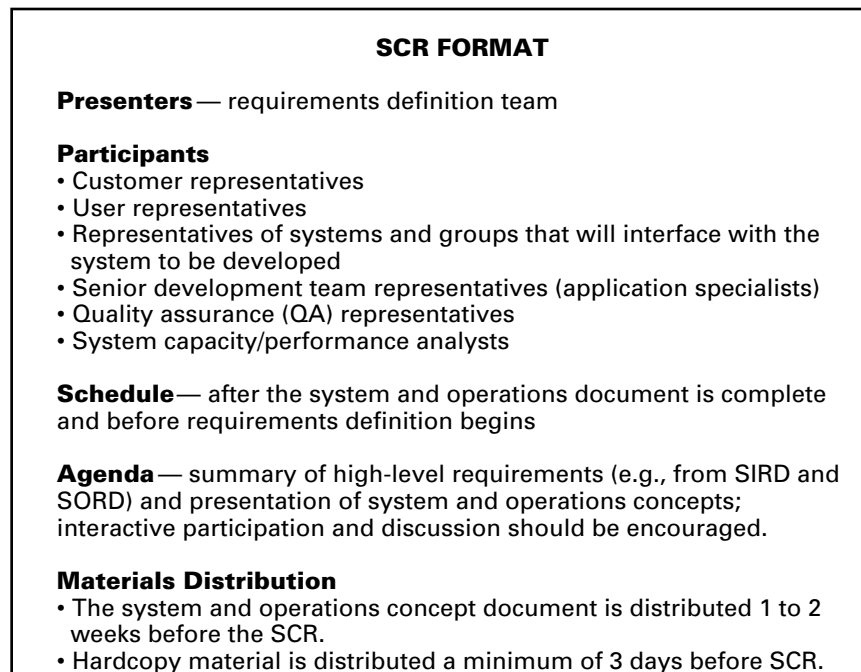 SCR FORMAT
Presenters — requirements definition team
Participants
• Customer representatives
• User representatives
• Representatives of systems and groups that will interface with the
system to be developed
• Senior development team representatives (application specialists)
• Quality assurance (QA) representatives
• System capacity/performance analysts
Schedule — after the system and operations document is complete
and before requirements definition begins
Agenda — summary of high-level requirements (e.g., from SIRD and
SORD) and presentation of system and operations concepts;
interactive participation and discussion should be encouraged.
Materials Distribution
• The system and operations concept document is distributed 1 to 2
weeks before the SCR.
• Hardcopy material is distributed a minimum of 3 days before SCR.